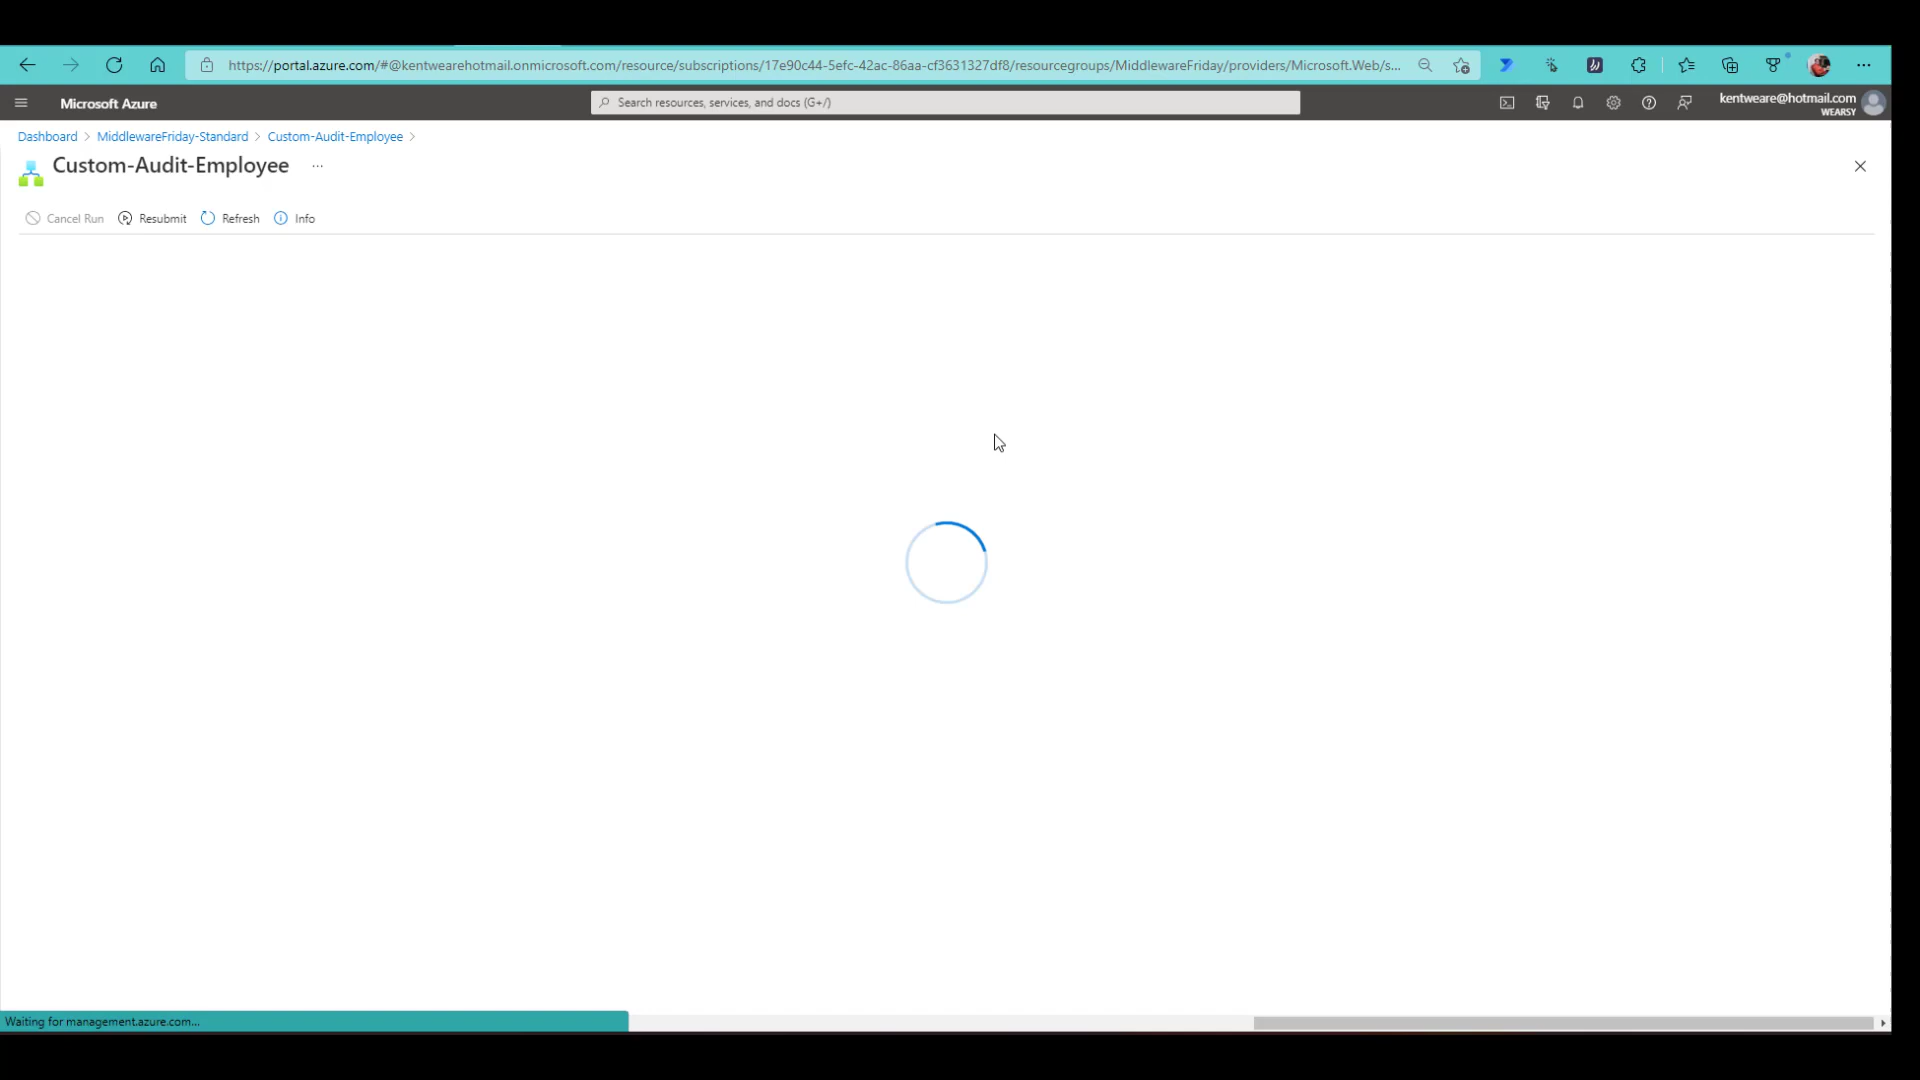 https://portal.azure.com/#@kentwearehotmail.onmicrosoft.com/resource/subscriptions/17e90c44-5efc-42ac-86aa-cf3631327df8/resourcegroups/MiddlewareFriday/providers/Microsoft.Web/s...
Microsoft Azure
Search resources, services, and docs (G+/)
kentweare@hotmail.com
WEARSY
Dashboard > MiddlewareFriday-Standard > Custom-Audit-Employee >
Custom-Audit-Employee ...
Cancel Run Resubmit Refresh Info
Waiting for management.azure.com...